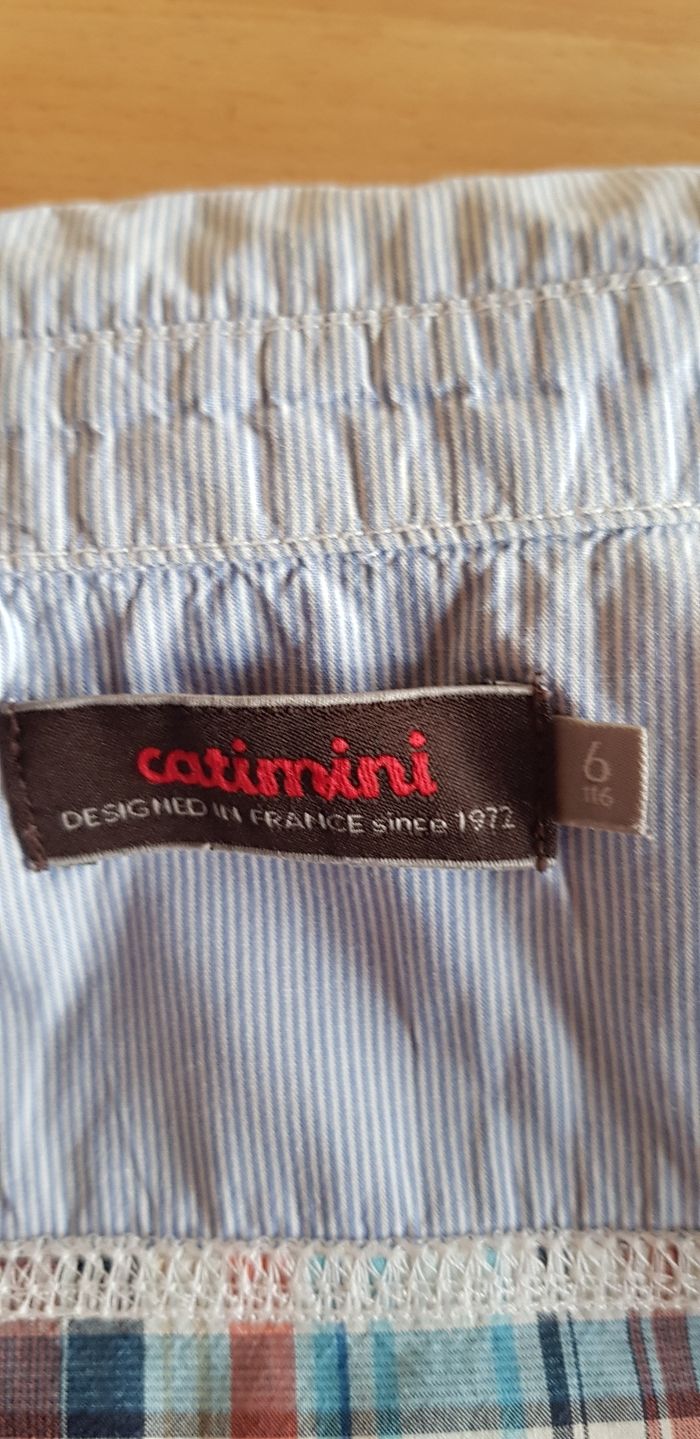 catimini
DESIGNED IN FRANCE since 1972
6
116